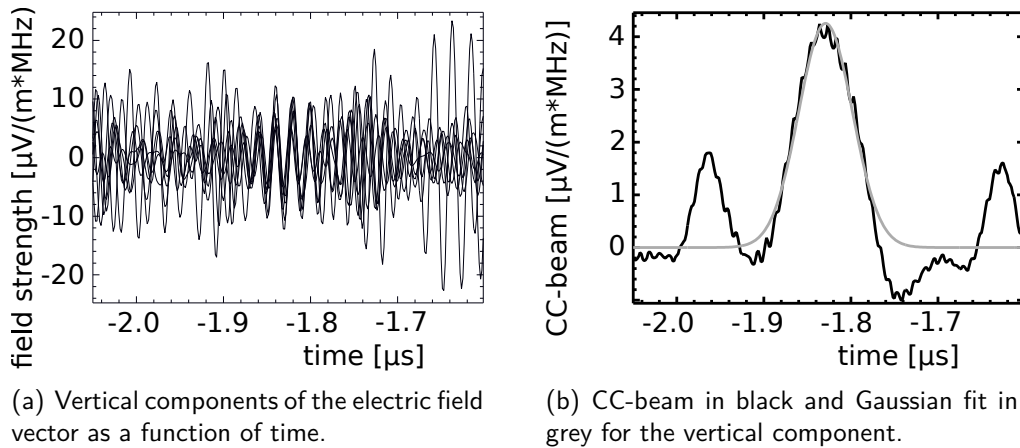 20
10
0
-10
-20
field strength [µV/(m*MHz)
-2.0 -1.9 -1.8 -1.7
time [µs]
4
3
2
1
0
CC-beam [µV/(m*MHz)]
-2.0 -1.9 -1.8 -1.7
time [µs]
(a) Vertical components of the electric field
vector as a function of time.
(b) CC-beam in black and Gaussian fit in
grey for the vertical component.